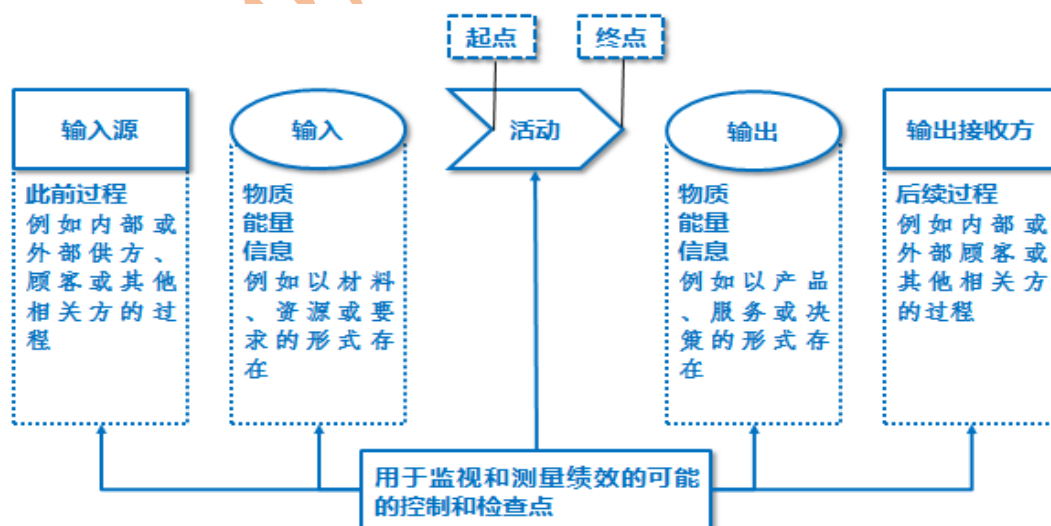 起点
终点
输入源
输入
活动
输出
输出接收方
此前过程
例如内部或
外部供方、
顾客或其他
相关方的过
程
物质
能量
信息
例如以材料
、资源或要
求的形式存
在
物质
能量
信息
例如以产品
、服务或决
策的形式存
在
后续过程
例如内部或
外部顾客或
其他相关方
的过程
用于监视和测量绩效的可能
的控制和检查点